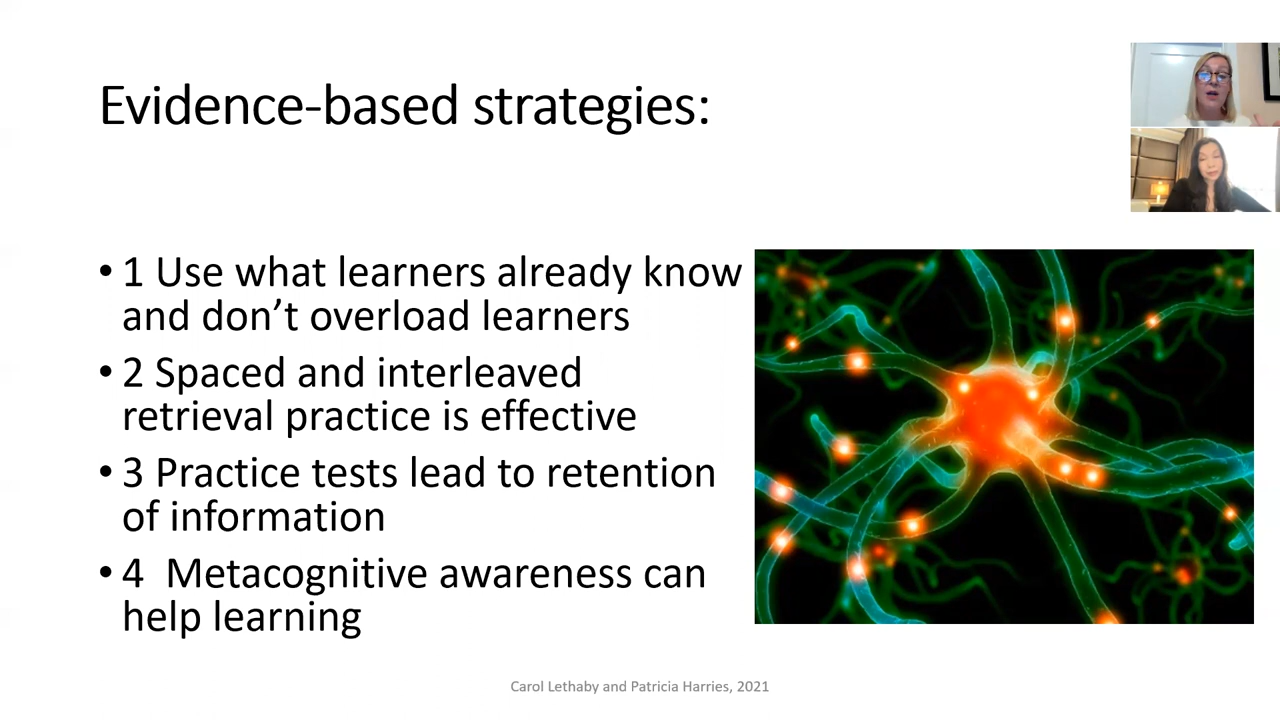 Evidence-based strategies:
• 1 Use what learners already know
and don’t overload learners
• 2 Spaced and interleaved
retrieval practice is effective
• 3 Practice tests lead to retention
of information
• 4  Metacognitive awareness can
help learning
Carol Lethaby and Patricia Harries, 2021